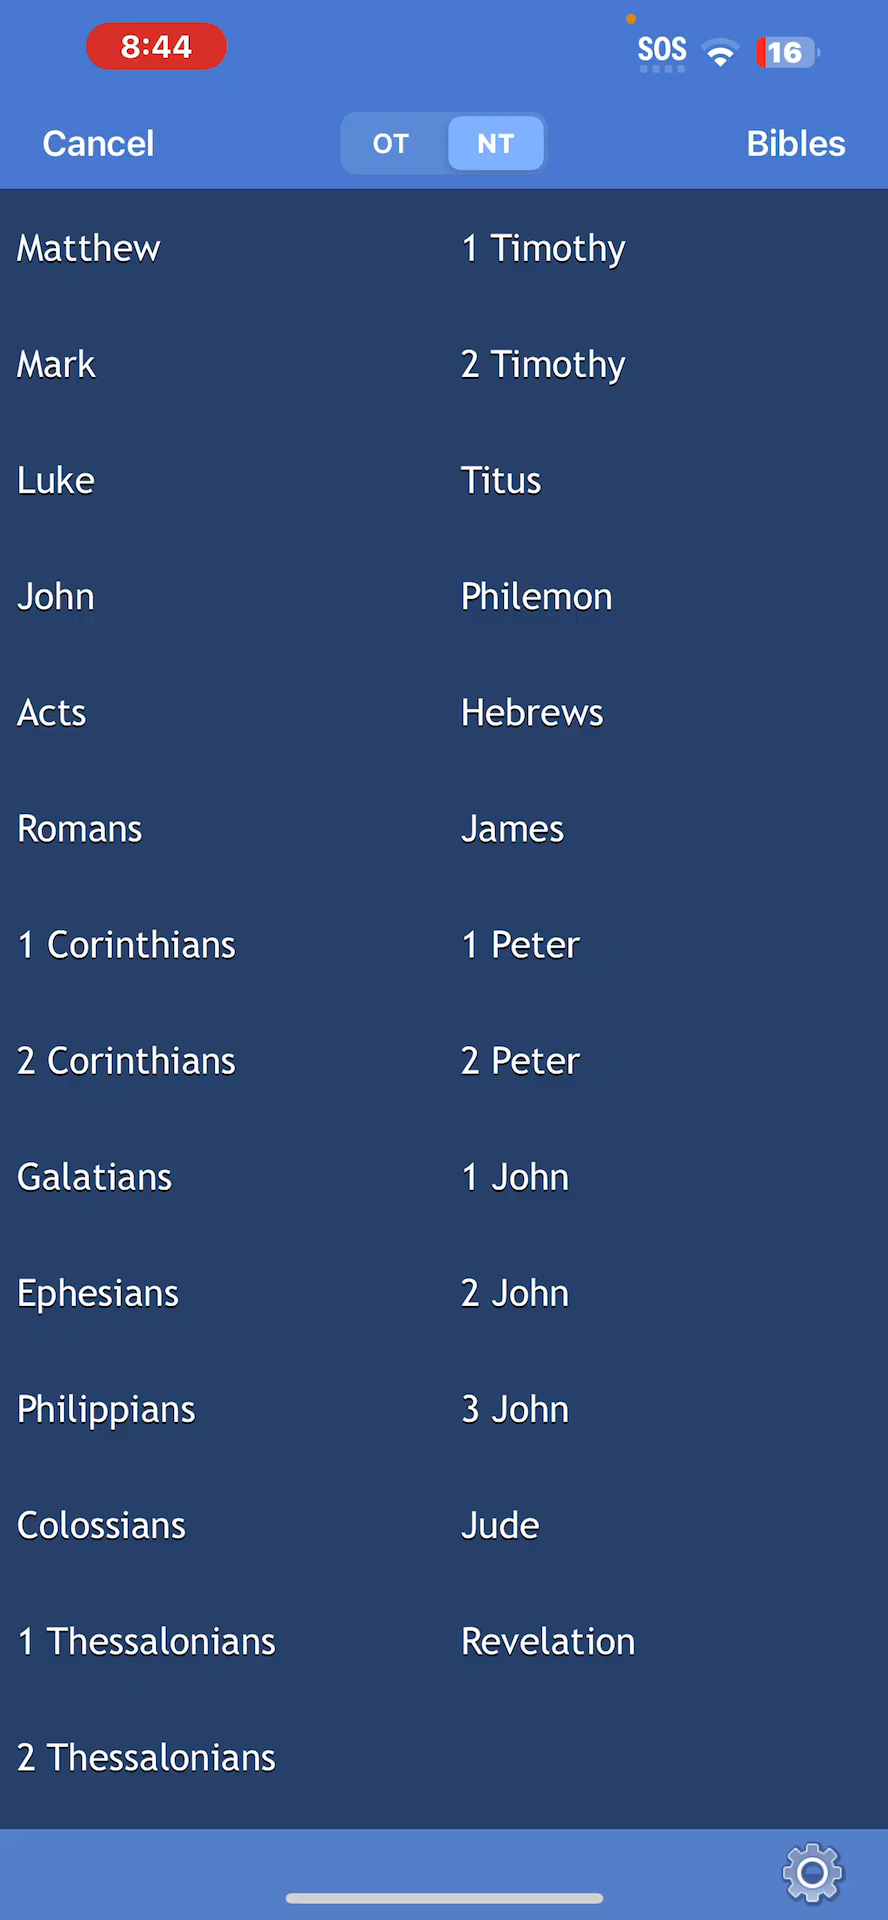 8:44
SOS
16
Cancel
OT
NT
Bibles
Matthew
Mark
Luke
John
Acts
Romans
1 Corinthians
2 Corinthians
Galatians
Ephesians
Philippians
Colossians
1 Thessalonians
2 Thessalonians
1 Timothy
2 Timothy
Titus
Philemon
Hebrews
James
1 Peter
2 Peter
1 John
2 John
3 John
Jude
Revelation